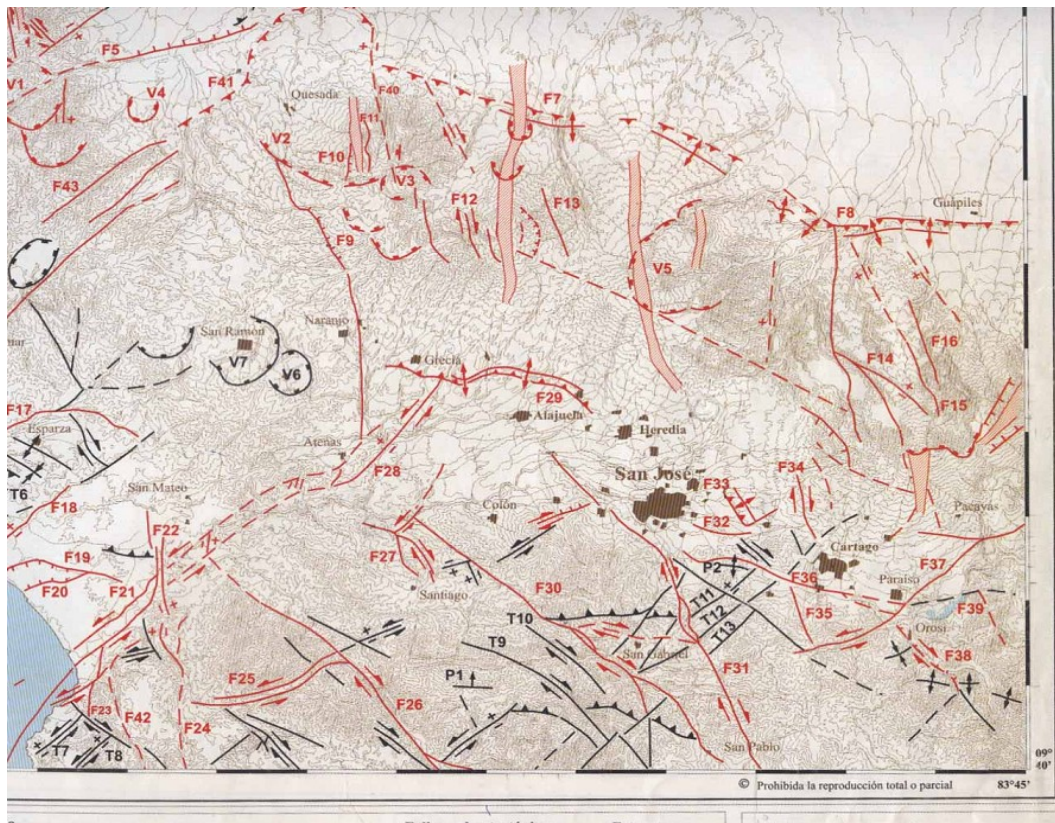 F5
V1
V4
F41
Quesada
F40
F7
F11
V2
F10
V3
F43
F12
F13
F8
Guápiles
F9
V5
San Ramón
Naranjo
V7
V6
Grecia
F14
F16
F29
Alajuela
F15
F17
Esparza
Atenas
Heredia
F28
San José
F34
T6
San Mateo
F33
F18
Colón
F32
Pacayas
F22
F19
F27
Cartago
F37
F20
F21
F30
P2
F36
Paraíso
Santiago
T11
T10
T12
F35
F39
T9
T13
Orosi
San Gabriel
F38
F25
P1
F31
F23
F42
F24
F26
T7
T8
San Pablo
09°
40'
© Prohibida la reproducción total o parcial
83°45'